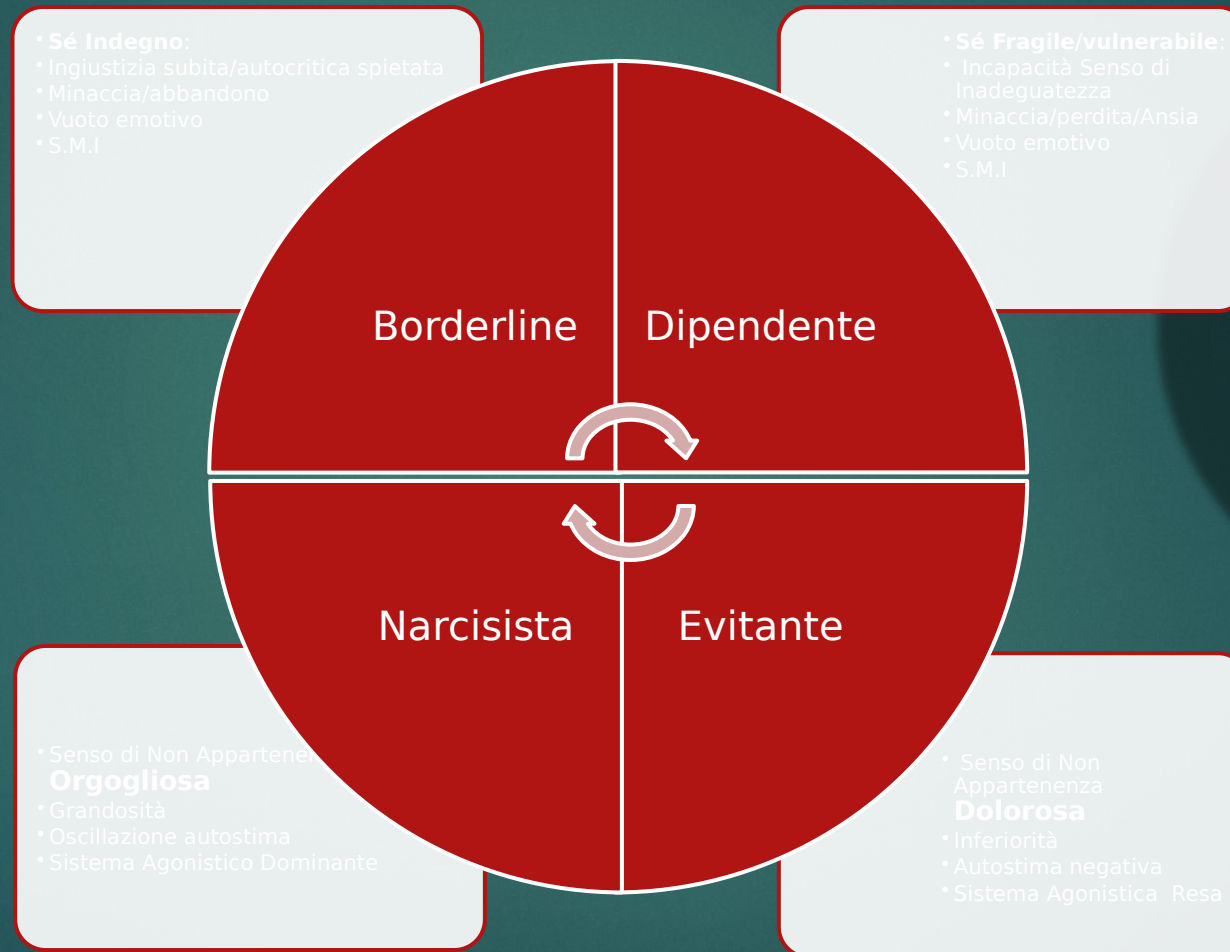 • Sé Indegno:
• Ingiustizia subita/autocritica spietata
• Minaccia/abbandono
• Vuoto emotivo
• S.M.I
• Sé Fragile/vulnerabile:
• Incapacità Senso di
Inadeguatezza
• Minaccia/perdita/Ansia
• Vuoto emotivo
• S.M.I
Borderline
Dipendente
Narcisista
Evitante
• Senso di Non
Orgogliosa
• Grandosità
• Oscillazione autostima
• Sistema Agonistico Dominante
• Senso di Non
Appartenenza
Dolorosa
• Inferiorità
• Autostima negativa
• Sistema Agonistica Resa